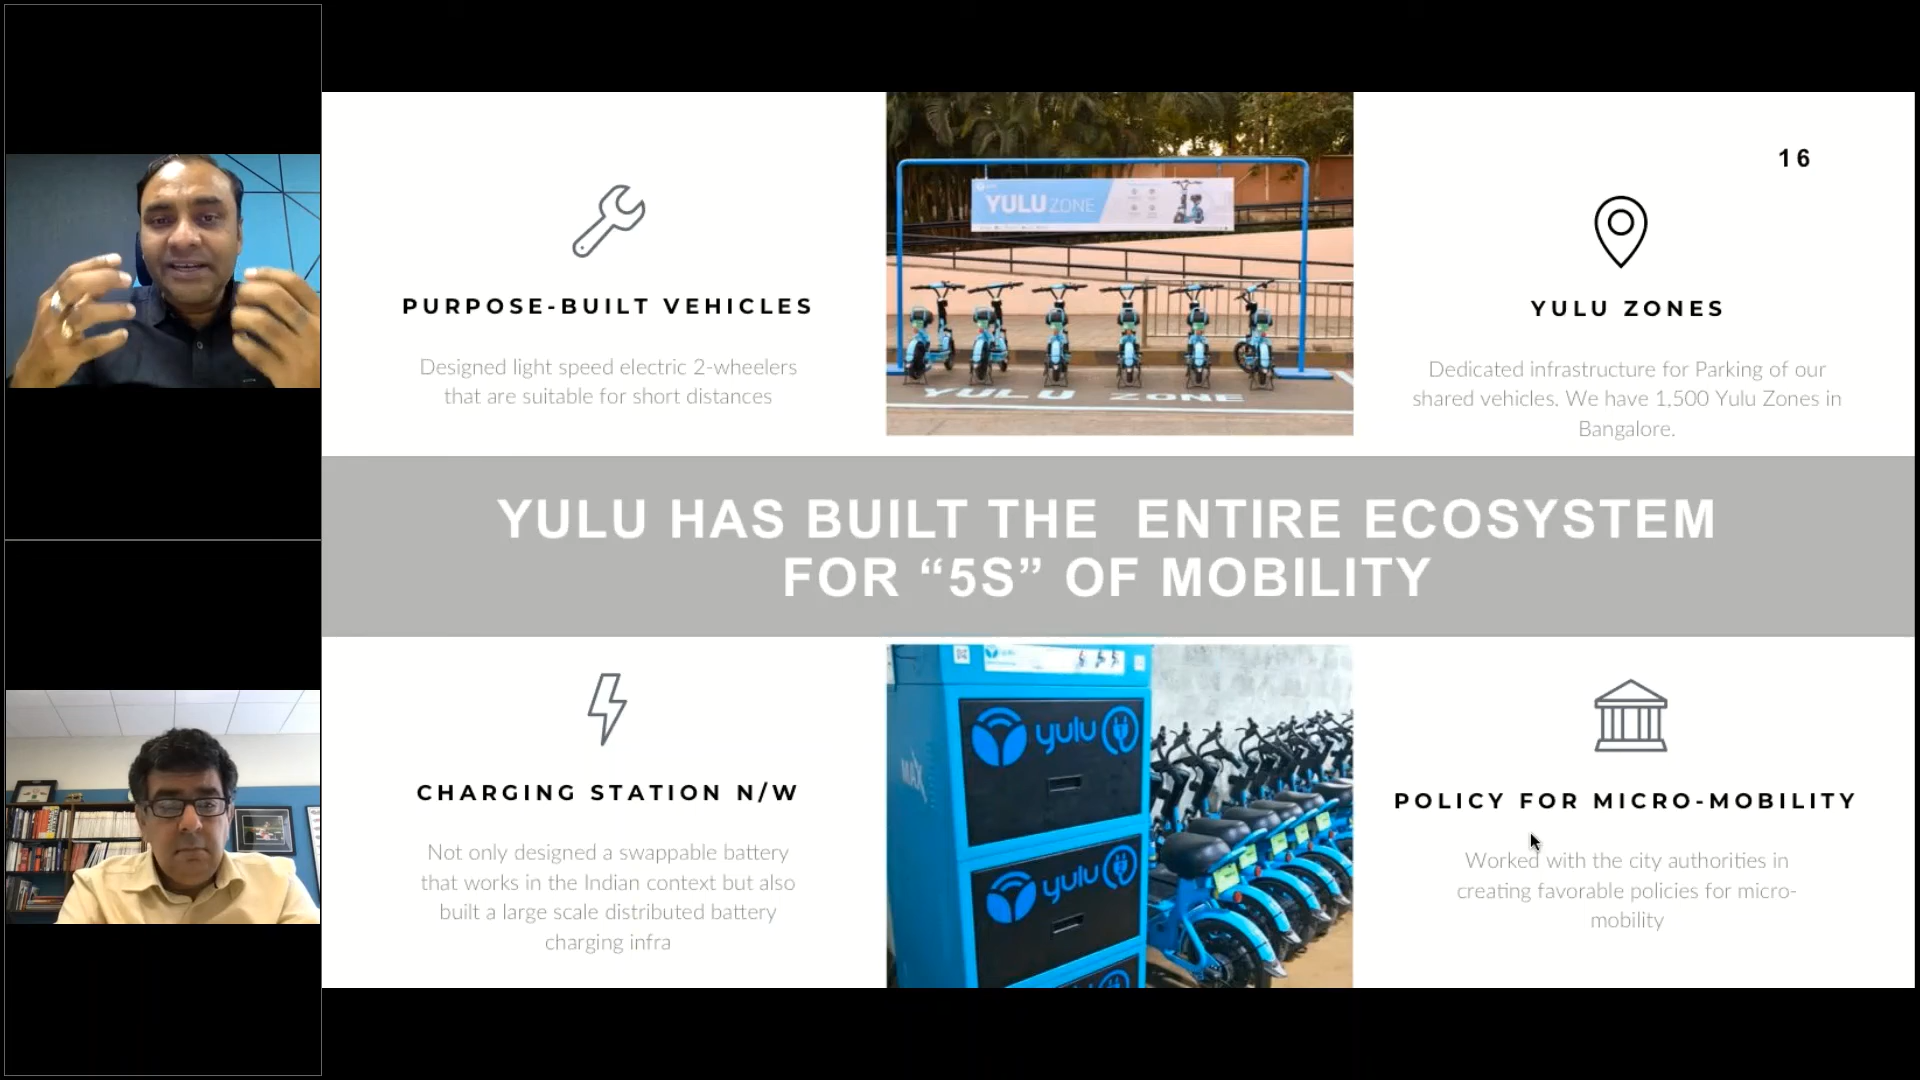 16
PURPOSE-BUILT VEHICLES
Designed light speed electric 2-wheelers
that are suitable for short distances
YULU ZONE
YULU ZONE
YULU ZONES
Dedicated infrastructure for Parking of our
shared vehicles. We have 1,500 Yulu Zones in
Bangalore.
YULU HAS BUILT THE  ENTIRE ECOSYSTEM
FOR “5S” OF MOBILITY
CHARGING STATION N/W
Not only designed a swappable battery
that works in the Indian context but also
built a large scale distributed battery
charging infra
MAX
yulu
yulu
POLICY FOR MICRO-MOBILITY
Worked with the city authorities in
creating favorable policies for micro-
mobility